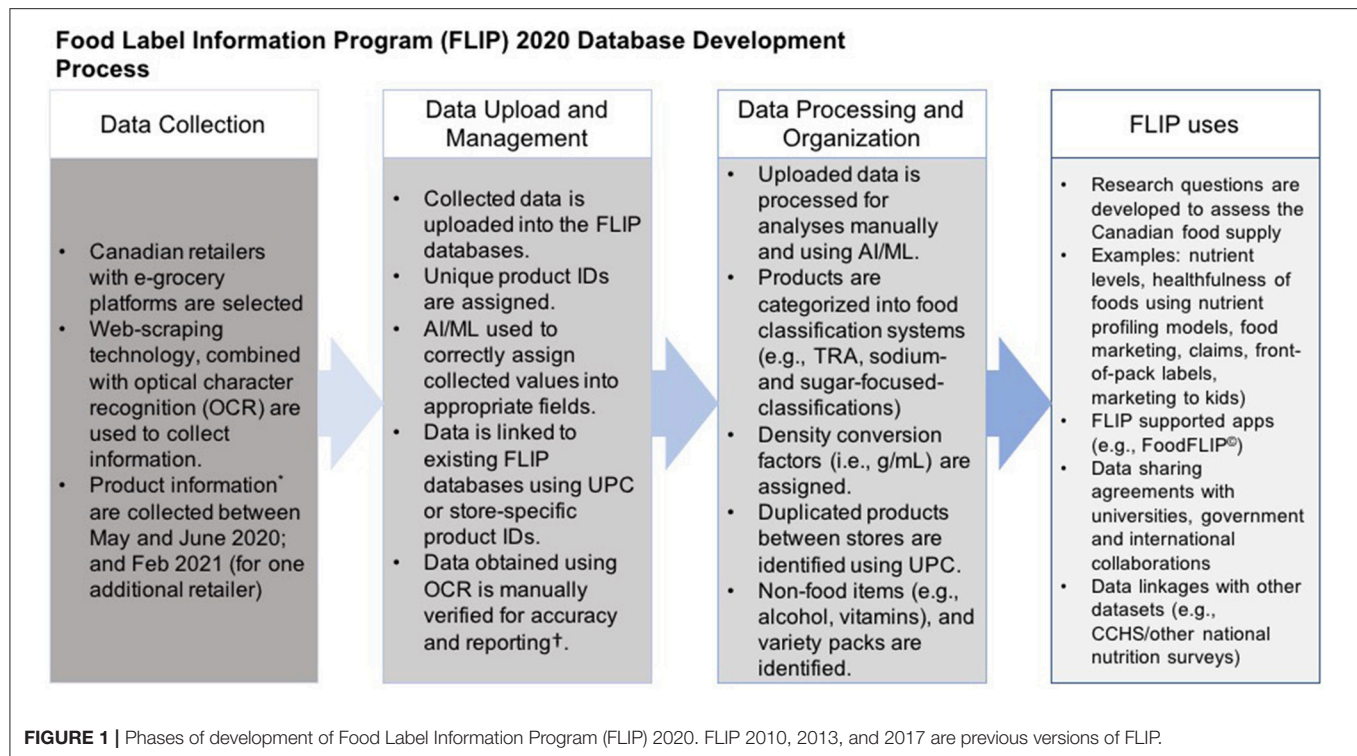 Food Label Information Program (FLIP) 2020 Database Development
Process
Data Collection
• Canadian retailers
with e-grocery
platforms are selected
• Web-scraping
technology, combined
with optical character
recognition (OCR) are
used to collect
information.
• Product information*
are collected between
May and June 2020;
and Feb 2021 (for one
additional retailer)
Data Upload and
Management
• Collected data is
uploaded into the FLIP
databases.
• Unique product IDs
are assigned.
• AI/ML used to
correctly assign
collected values into
appropriate fields.
• Data is linked to
existing FLIP
databases using UPC
or store-specific
product IDs.
• Data obtained using
OCR is manually
verified for accuracy
and reporting†.
Data Processing and
Organization
• Uploaded data is
processed for
analyses manually
and using AI/ML.
• Products are
categorized into food
classification systems
(e.g., TRA, sodium-
and sugar-focused-
classifications)
• Density conversion
factors (i.e., g/mL) are
assigned.
• Duplicated products
between stores are
identified using UPC.
• Non-food items (e.g.,
alcohol, vitamins), and
variety packs are
identified.
FLIP uses
• Research questions are
developed to assess the
Canadian food supply
• Examples: nutrient
levels, healthfulness of
foods using nutrient
profiling models, food
marketing, claims, front-
of-pack labels,
marketing to kids)
• FLIP supported apps
(e.g., FoodFLIP©)
• Data sharing
agreements with
universities, government
and international
collaborations
• Data linkages with other
datasets (e.g.,
CCHS/other national
nutrition surveys)
FIGURE 1 | Phases of development of Food Label Information Program (FLIP) 2020. FLIP 2010, 2013, and 2017 are previous versions of FLIP.